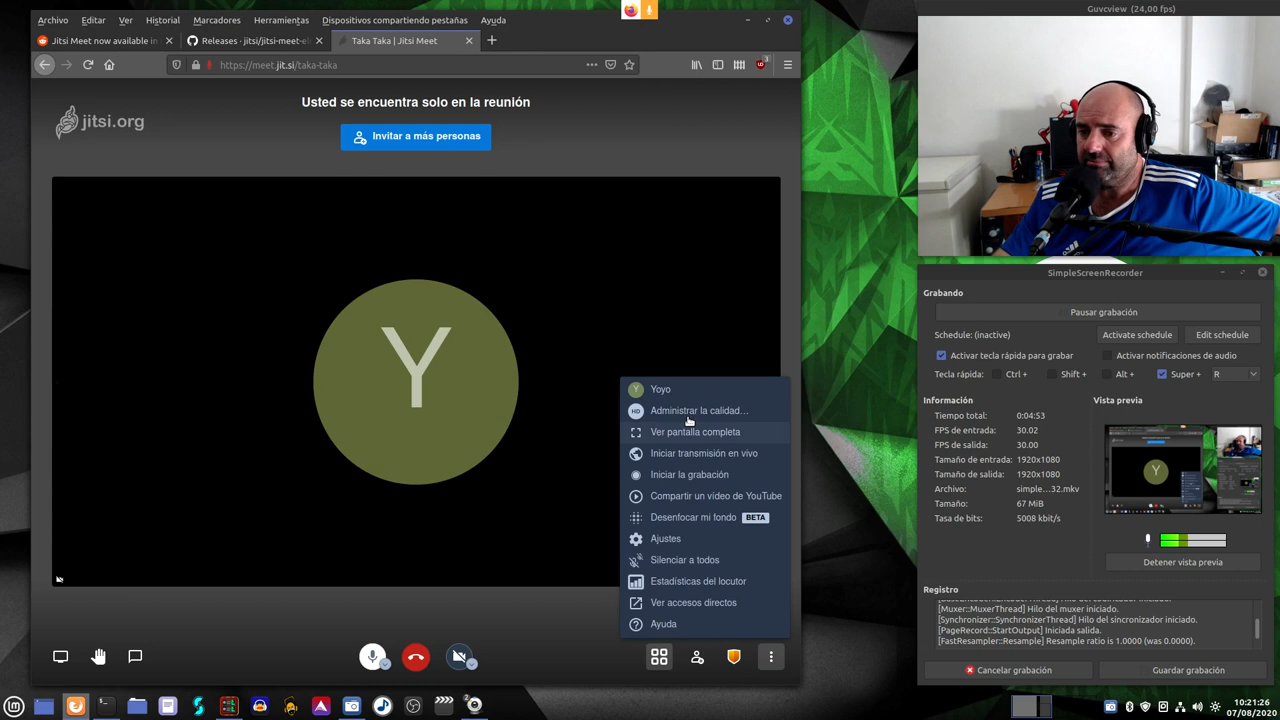 Archivo Editar Ver Historial Marcadores Herramientas Dispositivos compartiendo pestañas Ayuda
Jitsi Meet now available in
Releases · jitsi/jitsi-meet-el
Taka Taka | Jitsi Meet
https://meet.jit.si/taka-taka
jitsi.org
Usted se encuentra solo en la reunión
Invitar a más personas
Y
Y Yoyo
HD Administrar la calidad…
Ver pantalla completa
Iniciar transmisión en vivo
Iniciar la grabación
Compartir un vídeo de YouTube
Desenfocar mi fondo BETA
Ajustes
Silenciar a todos
Estadísticas del locutor
Ver accesos directos
Ayuda
Guvcview (24,00 fps)
adidas
SimpleScreenRecorder
Grabando
Pausar grabación
Schedule: (inactive) Activate schedule Edit schedule
Activar tecla rápida para grabar Activar notificaciones de audio
Tecla rápida: Ctrl + Shift + Alt + Super + R
Información
Tiempo total: 0:04:53
FPS de entrada: 30.02
FPS de salida: 30.00
Tamaño de entrada: 1920x1080
Tamaño de salida: 1920x1080
Archivo: simple...32.mkv
Tamaño: 67 MiB
Tasa de bits: 5008 kbit/s
Vista previa
Y
Detener vista previa
Registro
[Muxer::MuxerThread] Hilo del muxer iniciado.
[Synchronizer::SynchronizerThread] Hilo del sincronizador iniciado.
[PageRecord::StartOutput] Iniciada salida.
[FastResampler::Resample] Resample ratio is 1.0000 (was 0.0000).
Cancelar grabación Guardar grabación
10:21:26
07/08/2020